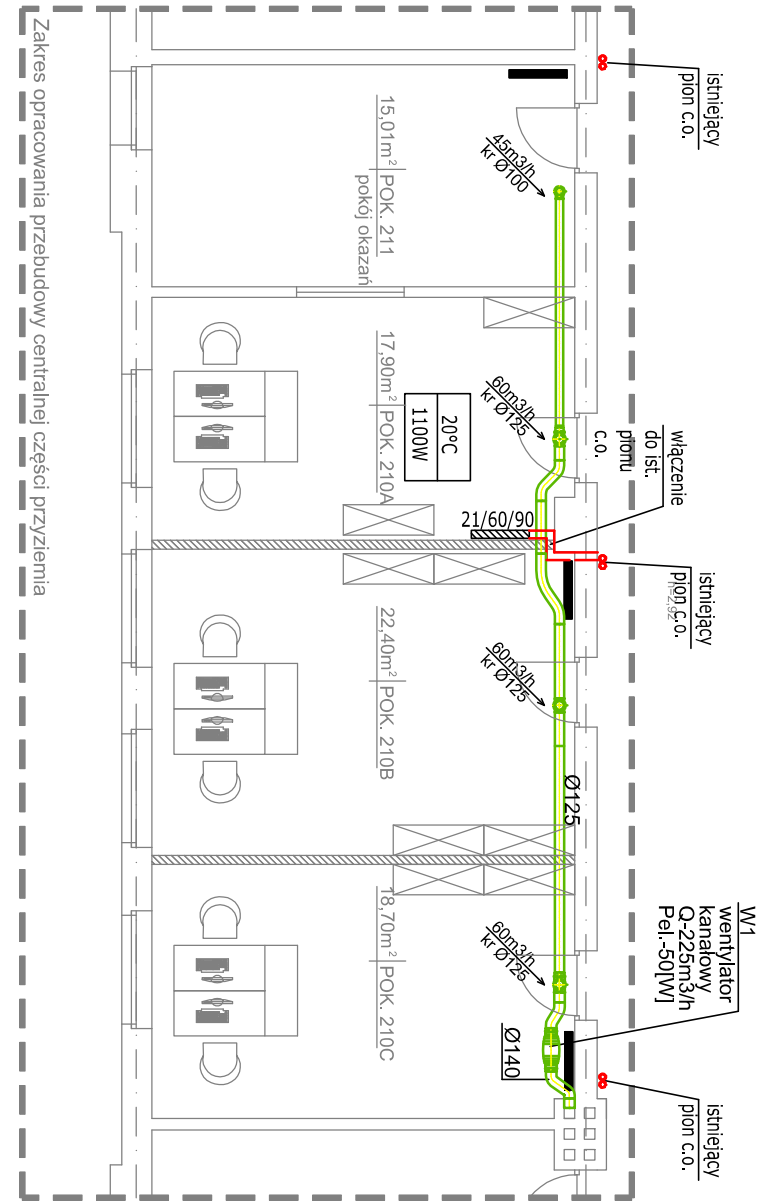 istniejący
pion c.o.
45m3/h
kr Ø100
15,01m² POK. 211
pokój okazań
17,90m² POK. 210A
20°C
1100W
60m3/h
kr Ø125
włączenie
do ist.
pionu
c.o.
21/60/90
istniejący
pion c.o.
h=2,92
22,40m² POK. 210B
60m3/h
kr Ø125
Ø125
18,70m² POK. 210C
60m3/h
kr Ø125
W1
wentylator
kanałowy
Q-225m3/h
Pel.-50[W]
Ø140
istniejący
pion c.o.
Zakres opracowania przebudowy centralnej części przyziemia